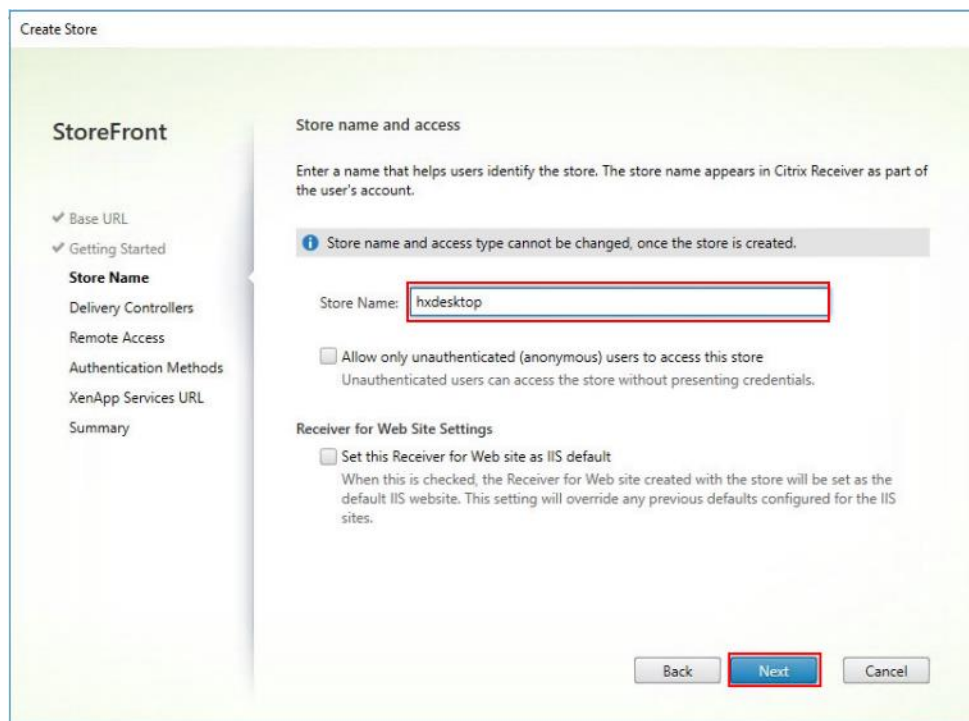 Create Store
StoreFront
✔ Base URL
✔ Getting Started
Store Name
Delivery Controllers
Remote Access
Authentication Methods
XenApp Services URL
Summary
Store name and access
Enter a name that helps users identify the store. The store name appears in Citrix Receiver as part of
the user's account.
Store name and access type cannot be changed, once the store is created.
Store Name: hxdesktop
Allow only unauthenticated (anonymous) users to access this store
Unauthenticated users can access the store without presenting credentials.
Receiver for Web Site Settings
Set this Receiver for Web site as IIS default
When this is checked, the Receiver for Web site created with the store will be set as the
default IIS website. This setting will override any previous defaults configured for the IIS
sites.
Back Next Cancel